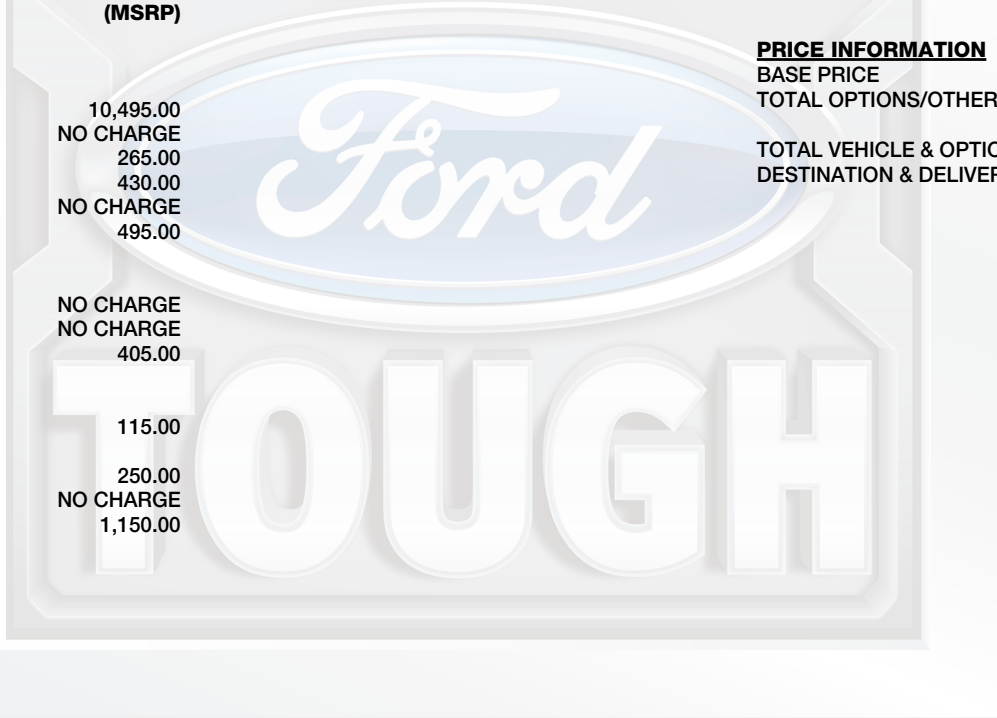 (MSRP)
10,495.00
NO CHARGE
265.00
430.00
NO CHARGE
495.00
NO CHARGE
NO CHARGE
405.00
115.00
250.00
NO CHARGE
1,150.00
PRICE INFORMATION
BASE PRICE
TOTAL OPTIONS/OTHER
TOTAL VEHICLE & OPTIO
DESTINATION & DELIVER
Ford
TOUGH